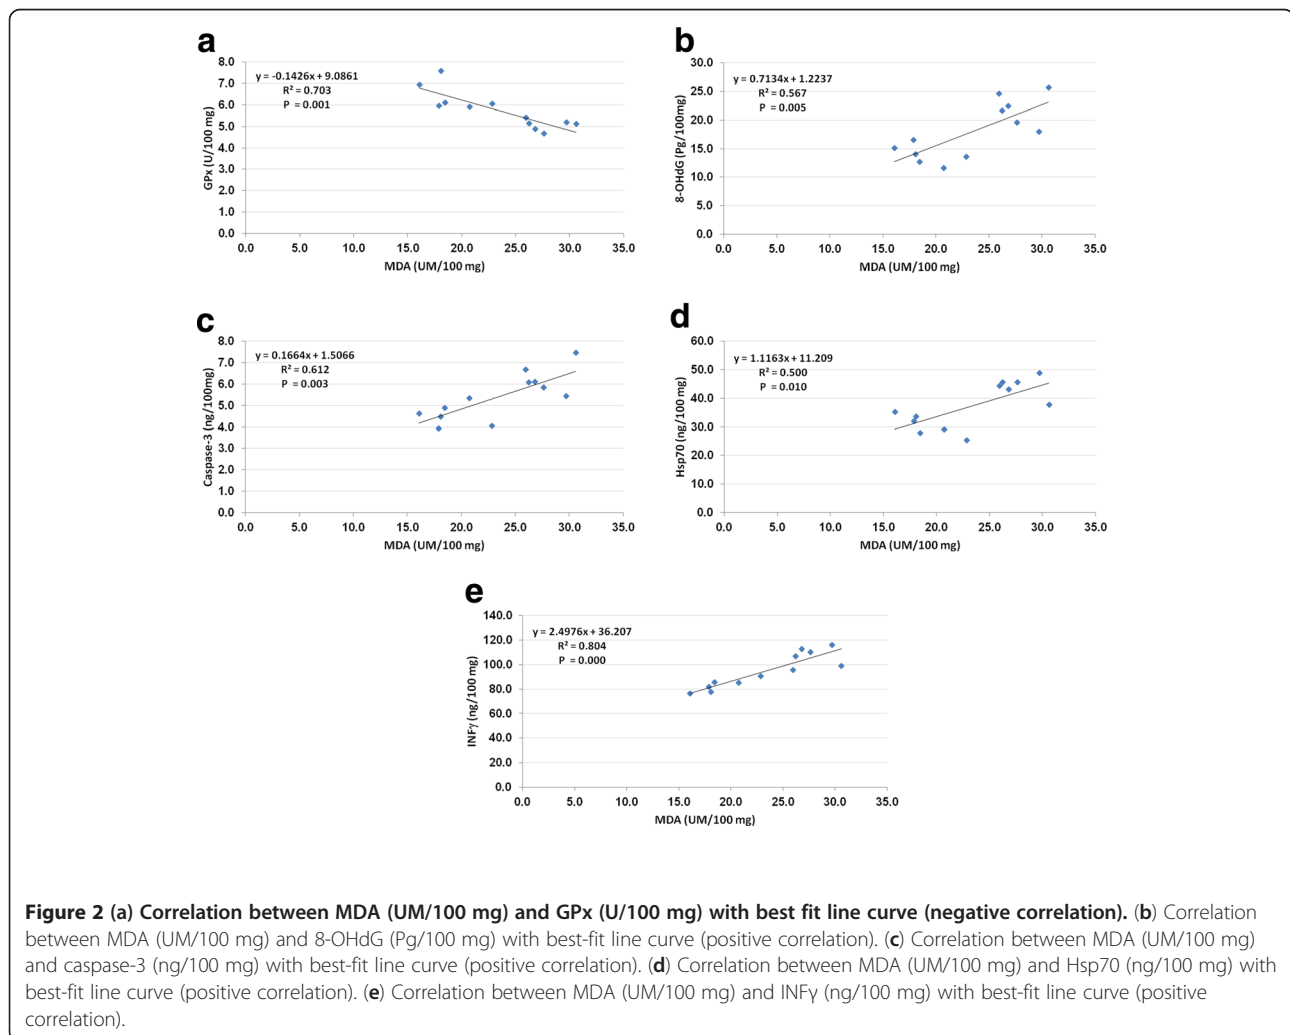 a
y = -0.1426x + 9.0861
R² = 0.703
P = 0.001
GPx (U/100 mg)
8.0
7.0
6.0
5.0
4.0
3.0
2.0
1.0
0.0
0.0 5.0 10.0 15.0 20.0 25.0 30.0 35.0
MDA (UM/100 mg)
b
y = 0.7134x + 1.2237
R² = 0.567
P = 0.005
8-OHdG (Pg/100mg)
30.0
25.0
20.0
15.0
10.0
5.0
0.0
0.0 5.0 10.0 15.0 20.0 25.0 30.0 35.0
MDA (UM/100 mg)
c
y = 0.1664x + 1.5066
R² = 0.612
P = 0.003
Caspase-3 (ng/100mg)
8.0
7.0
6.0
5.0
4.0
3.0
2.0
1.0
0.0
0.0 5.0 10.0 15.0 20.0 25.0 30.0 35.0
MDA (UM/100 mg)
d
y = 1.1163x + 11.209
R² = 0.500
P = 0.010
Hsp70 (ng/100 mg)
60.0
50.0
40.0
30.0
20.0
10.0
0.0
0.0 5.0 10.0 15.0 20.0 25.0 30.0 35.0
MDA (UM/100 mg)
e
y = 2.4976x + 36.207
R² = 0.804
P = 0.000
INFγ (ng/100 mg)
140.0
120.0
100.0
80.0
60.0
40.0
20.0
0.0
0.0 5.0 10.0 15.0 20.0 25.0 30.0 35.0
MDA (UM/100 mg)
Figure 2 (a) Correlation between MDA (UM/100 mg) and GPx (U/100 mg) with best fit line curve (negative correlation). (b) Correlation
between MDA (UM/100 mg) and 8-OHdG (Pg/100 mg) with best-fit line curve (positive correlation). (c) Correlation between MDA (UM/100 mg)
and caspase-3 (ng/100 mg) with best-fit line curve (positive correlation). (d) Correlation between MDA (UM/100 mg) and Hsp70 (ng/100 mg) with
best-fit line curve (positive correlation). (e) Correlation between MDA (UM/100 mg) and INFγ (ng/100 mg) with best-fit line curve (positive
correlation).